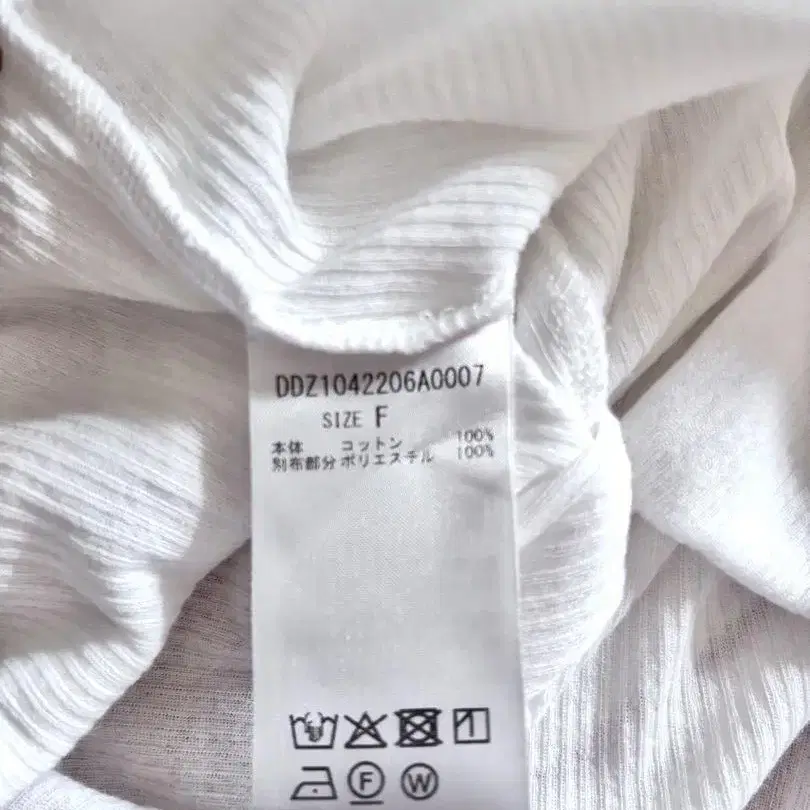 DDZ1042206A0007
SIZE F
本体 コットン 100%
別布部分 ポリエステル 100%
F W